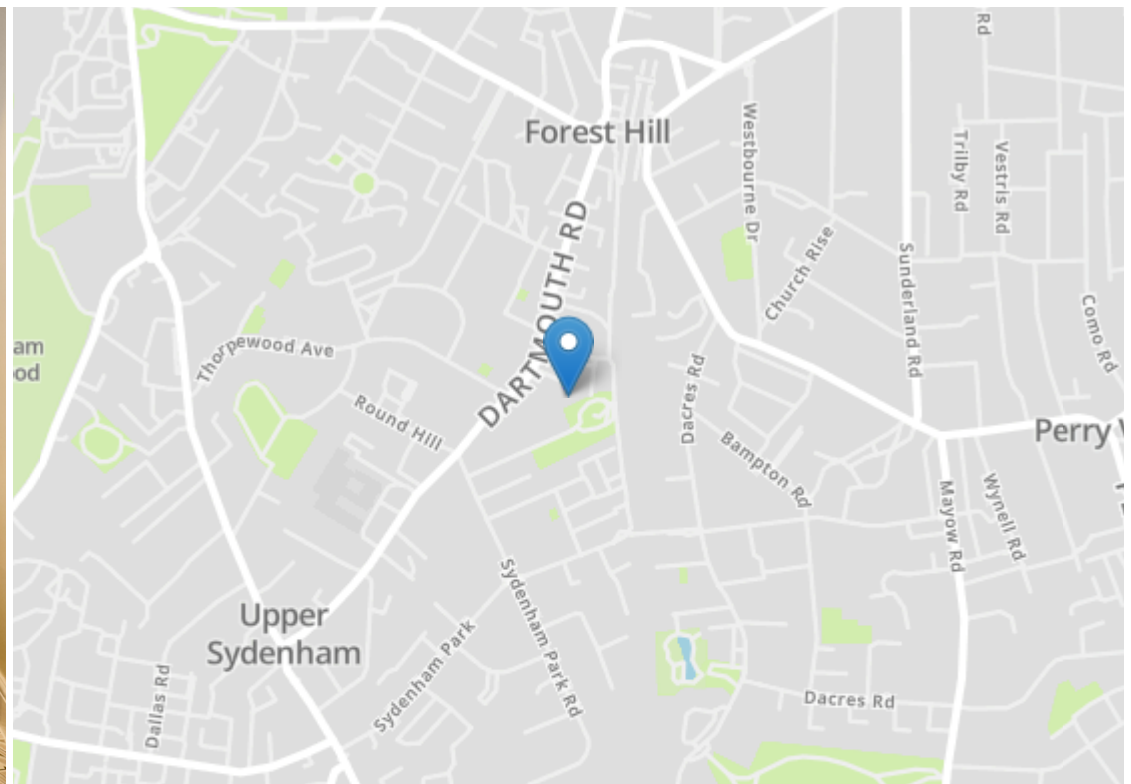 Rd
Forest Hill
Westbourne Dr
Trilby Rd
Vestris Rd
DARTMOUTH RD
Church Rise
Sunderland Rd
Como Rd
am
od
Thorpewood Ave
Round Hill
Dacres Rd
Bampton Rd
Perry
Wynell Rd
Mayow Rd
Upper
Sydenham
Sydenham Park
Sydenham Park Rd
Dallas Rd
Dacres Rd